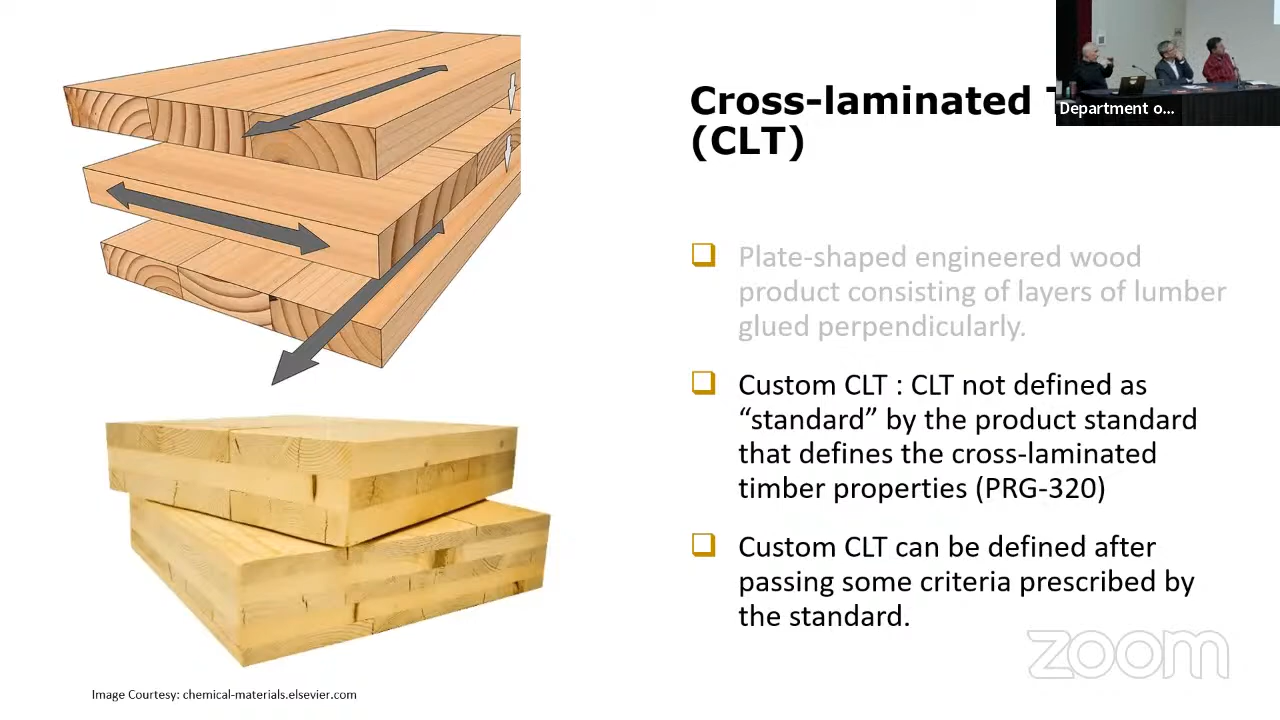 Cross-laminated
(CLT)
Department o...
❑ Plate-shaped engineered wood
product consisting of layers of lumber
glued perpendicularly.
❑ Custom CLT : CLT not defined as
“standard” by the product standard
that defines the cross-laminated
timber properties (PRG-320)
❑ Custom CLT can be defined after
passing some criteria prescribed by
the standard.
zoom
Image Courtesy: chemical-materials.elsevier.com